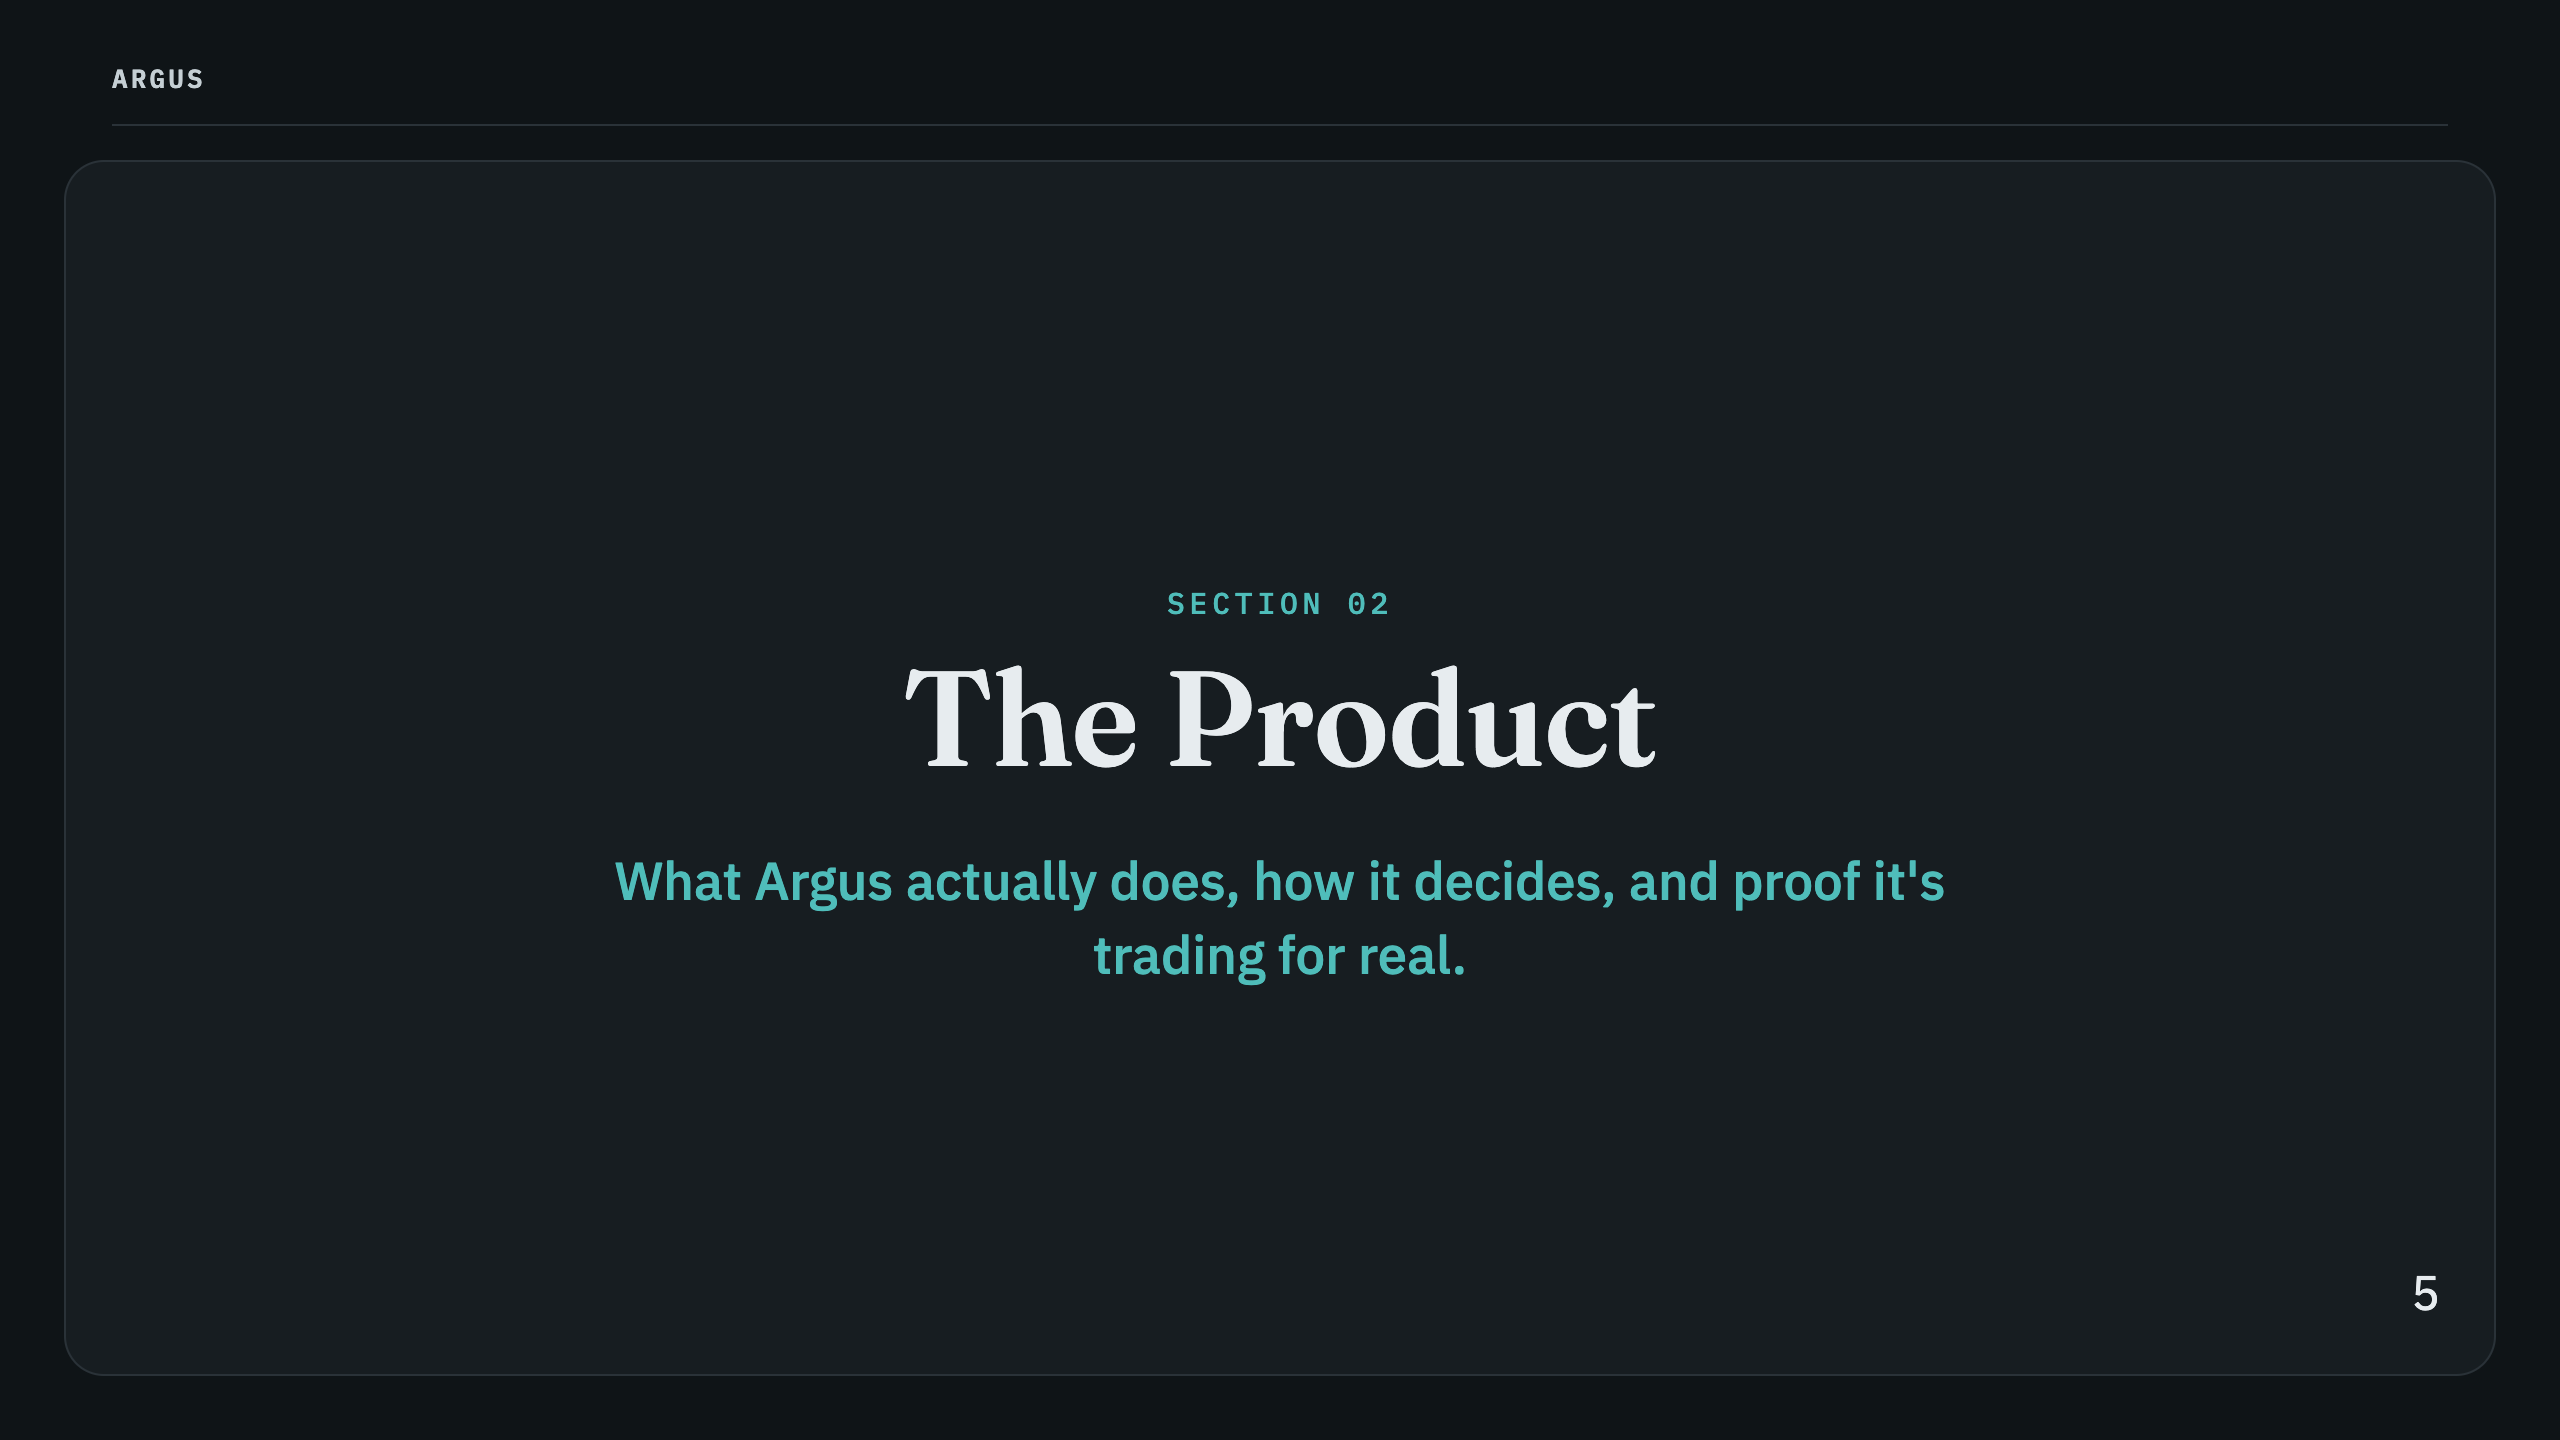 ARGUS
SECTION 02
The Product
What Argus actually does, how it decides, and proof it's
trading for real.
5